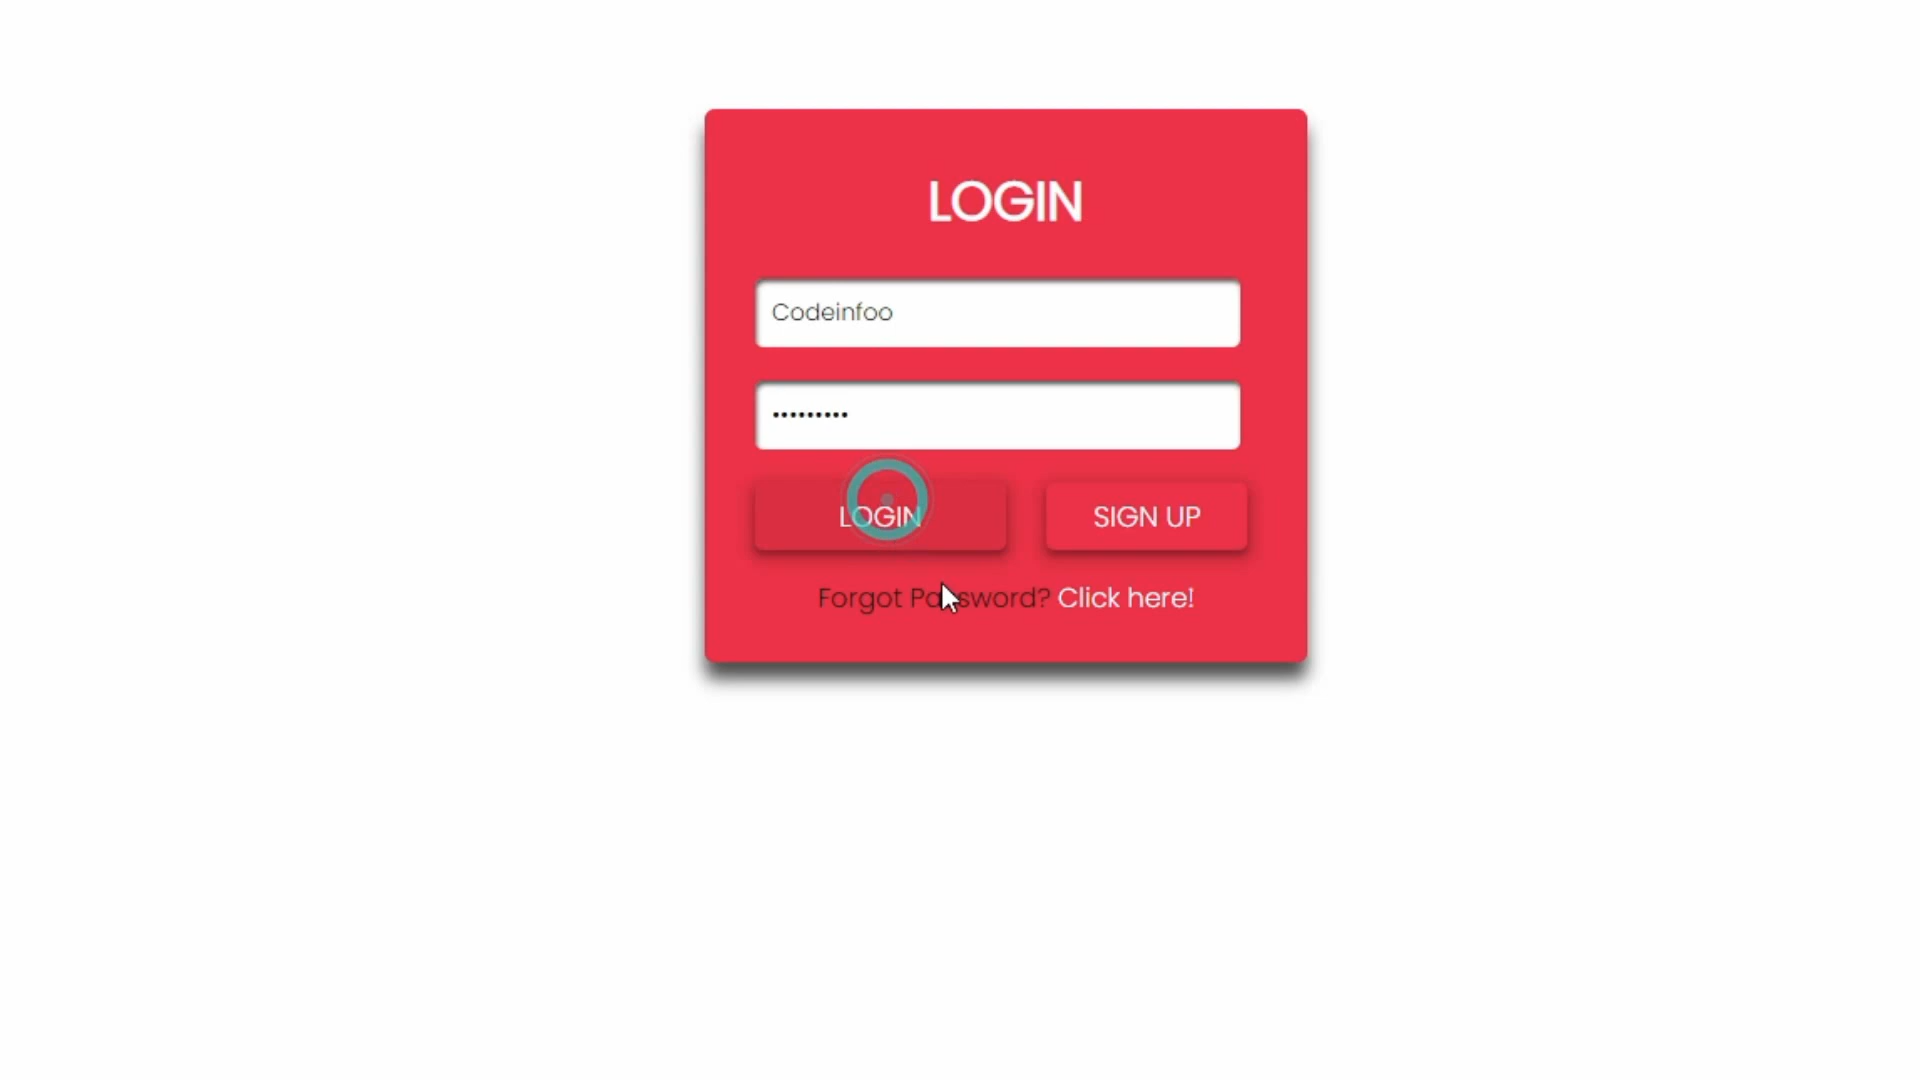 LOGIN
Codeinfoo
•••••••••
LOGIN SIGN UP
Forgot Password? Click here!